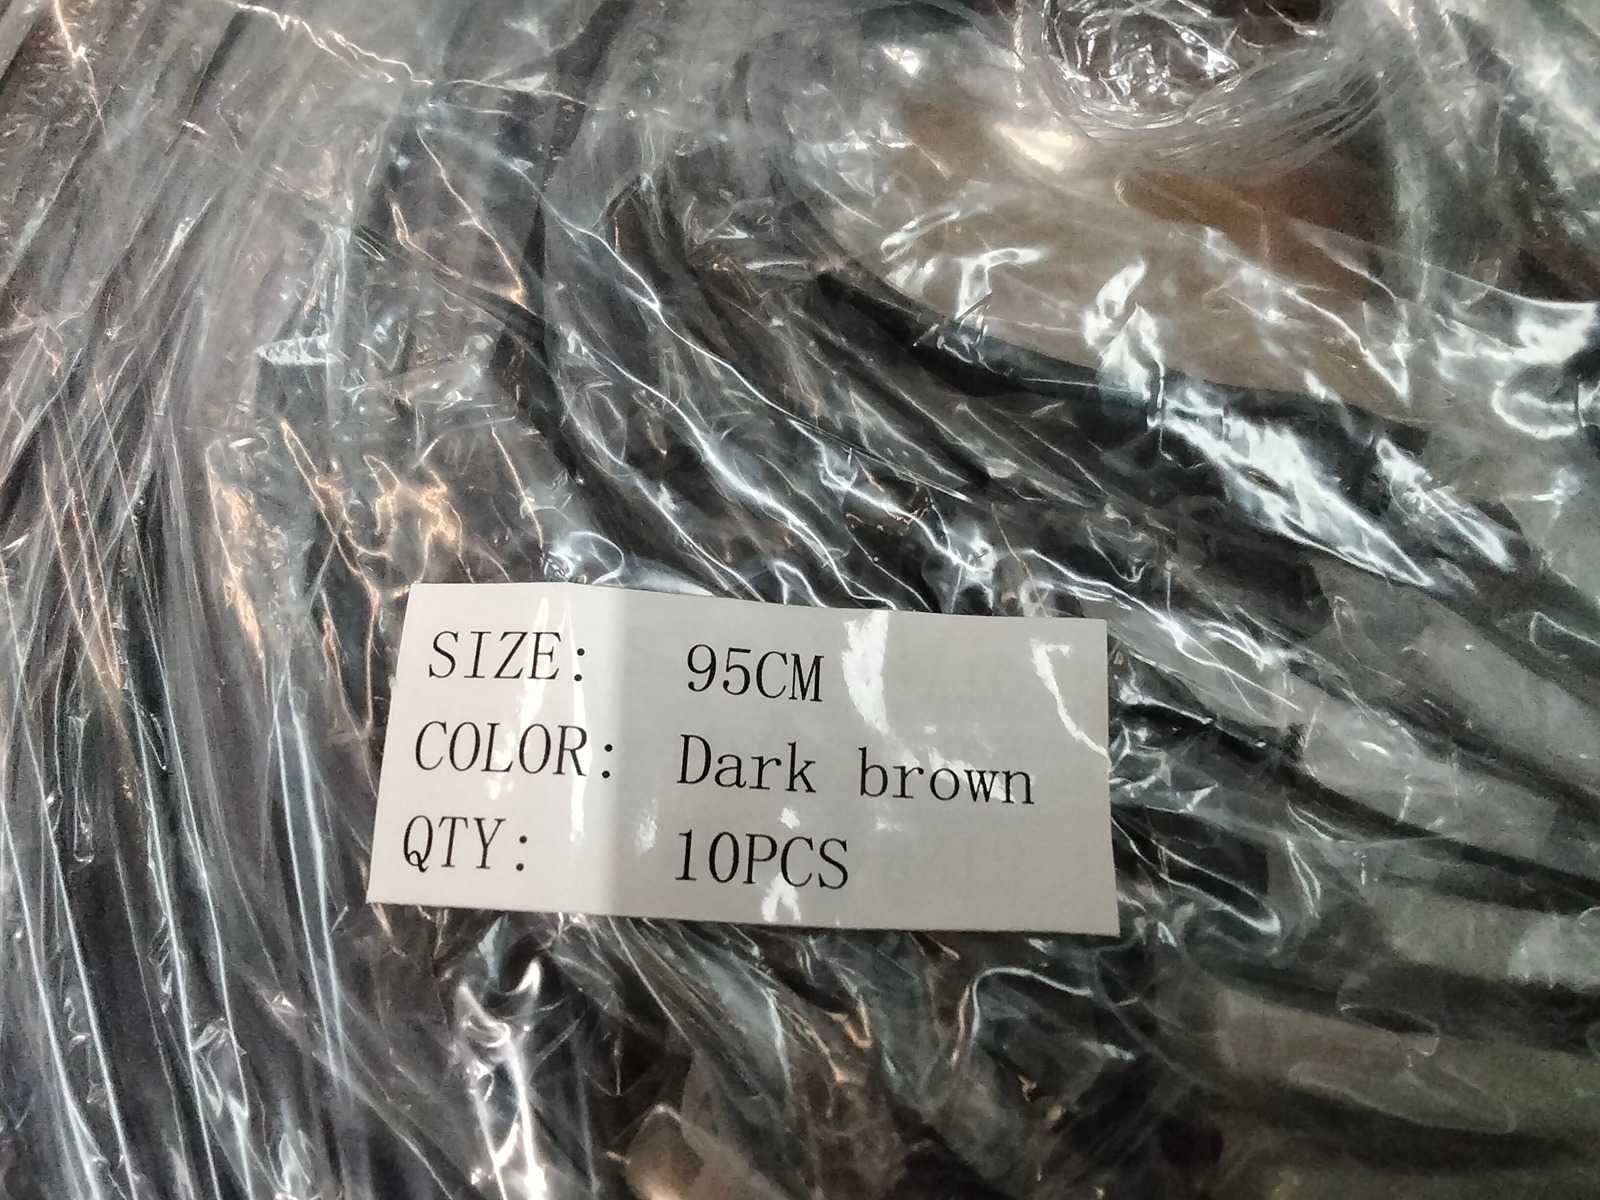 SIZE: 95CM
COLOR: Dark brown
QTY: 10PCS